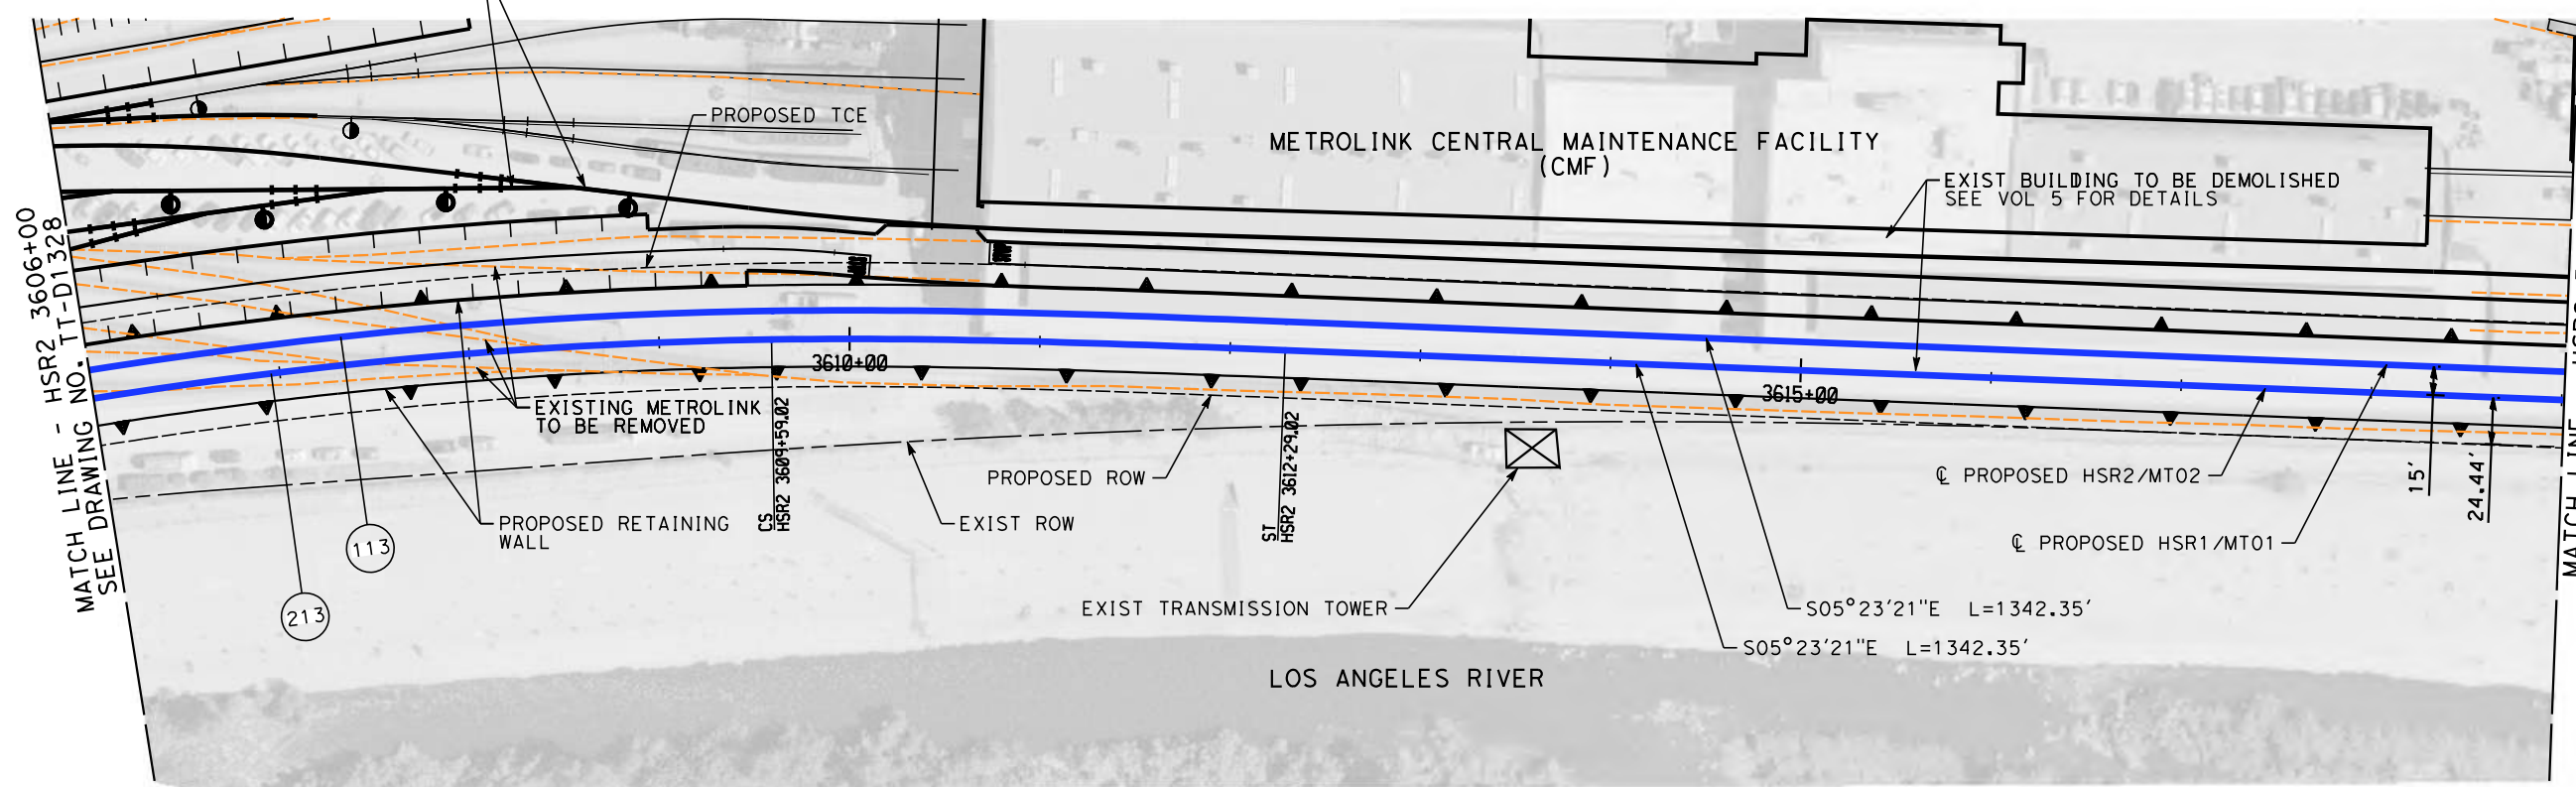 PROPOSED TCE
METROLINK CENTRAL MAINTENANCE FACILITY
(CMF)
EXIST BUILDING TO BE DEMOLISHED
SEE VOL 5 FOR DETAILS
MATCH LINE - HSR2 3606+00
SEE DRAWING NO. TT-D1328
3610+00
3615+00
EXISTING METROLINK
TO BE REMOVED
CS
HSR2 3609+59.02
ST
HSR2 3612+29.02
PROPOSED ROW
EXIST ROW
PROPOSED RETAINING
WALL
113
213
℄ PROPOSED HSR2/MT02
℄ PROPOSED HSR1/MT01
15'
24.44'
EXIST TRANSMISSION TOWER
S05°23'21"E L=1342.35'
S05°23'21"E L=1342.35'
LOS ANGELES RIVER
MATCH LINE